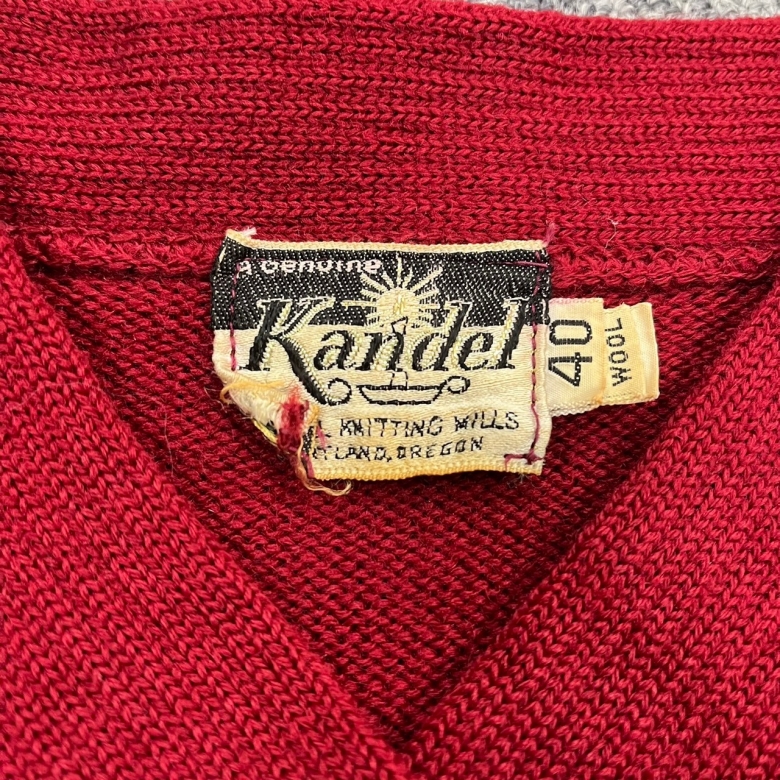 A Genuine
Kandel
KNITTING MILLS
OREGON
40
WOOL